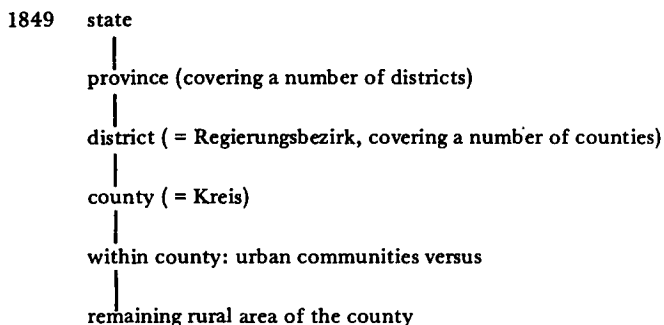 1849 state
province (covering a number of districts)
district ( = Regierungsbezirk, covering a number of counties)
county ( = Kreis)
within county: urban communities versus
remaining rural area of the county